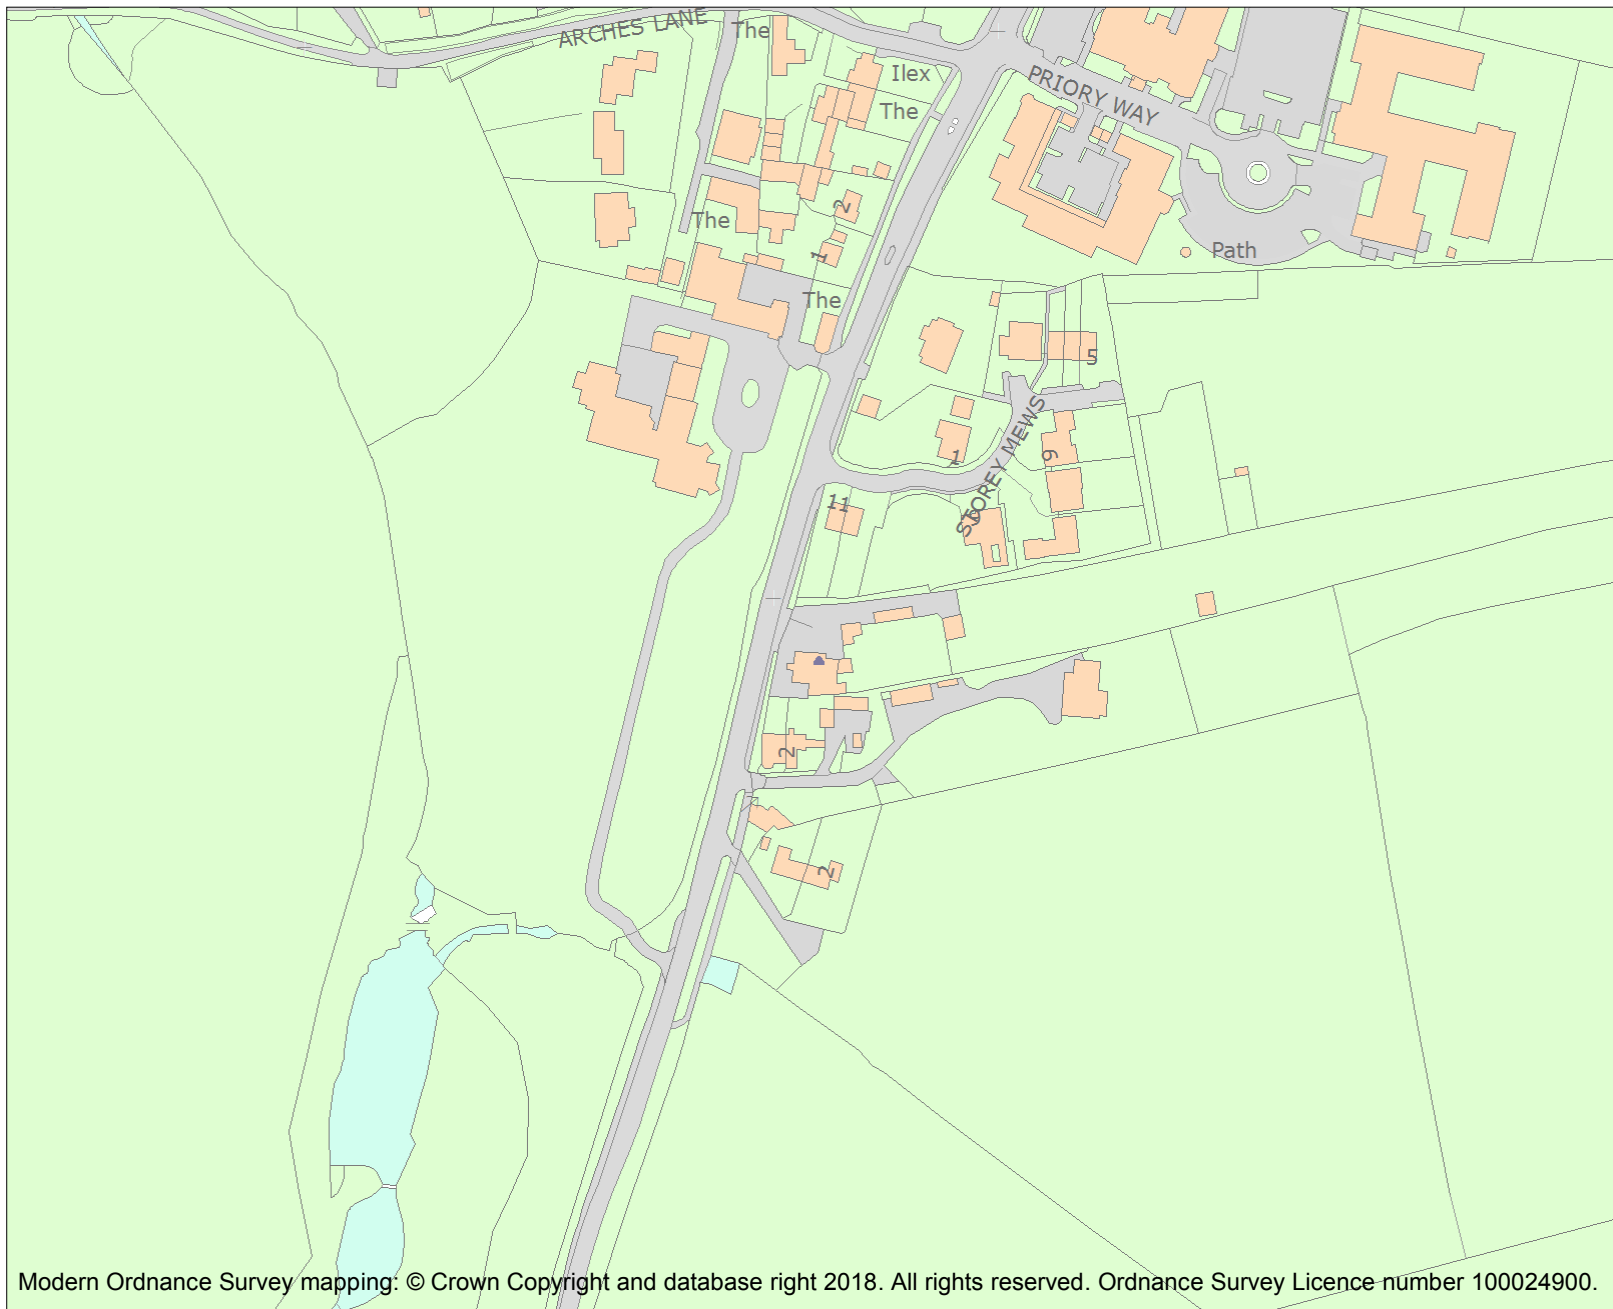 ARCHES LANE
The
Ilex
The
PRIORY WAY
2
The
1
Path
The
5
STOREY MEWS
1
6
11
9
2
2
Modern Ordnance Survey mapping: © Crown Copyright and database right 2018. All rights reserved. Ordnance Survey Licence number 100024900.